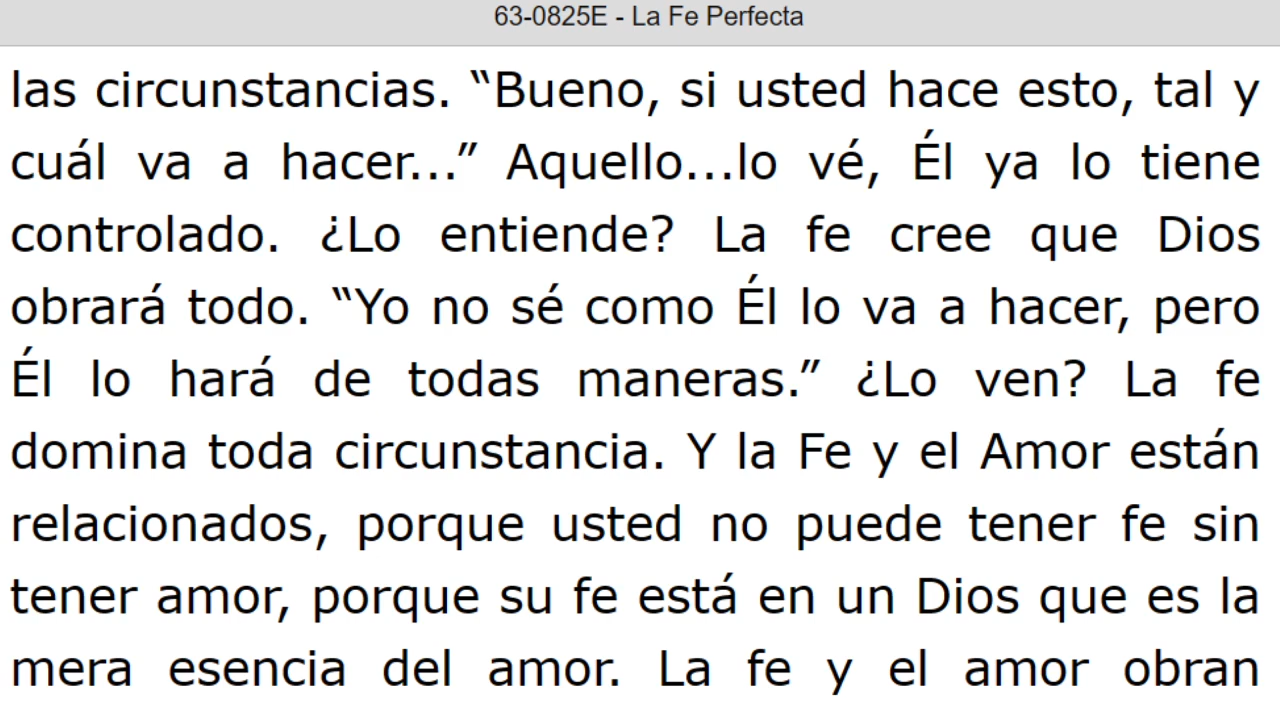 63-0825E - La Fe Perfecta
las circunstancias. “Bueno, si usted hace esto, tal y
cuál va a hacer...” Aquello...lo vé, Él ya lo tiene
controlado. ¿Lo entiende? La fe cree que Dios
obrará todo. “Yo no sé como Él lo va a hacer, pero
Él lo hará de todas maneras.” ¿Lo ven? La fe
domina toda circunstancia. Y la Fe y el Amor están
relacionados, porque usted no puede tener fe sin
tener amor, porque su fe está en un Dios que es la
mera esencia del amor. La fe y el amor obran